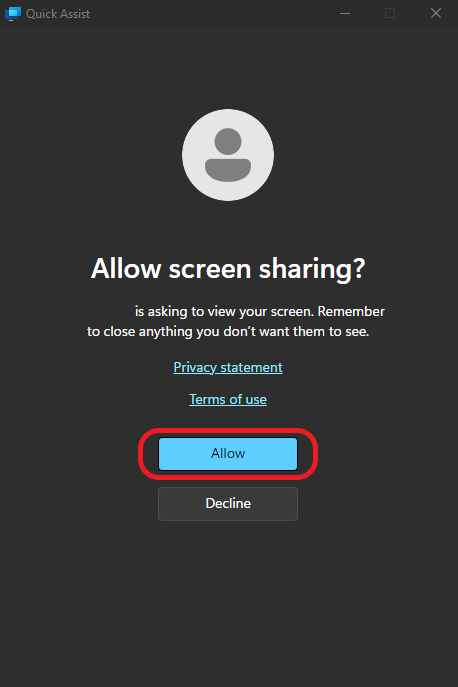 Quick Assist
Allow screen sharing?
is asking to view your screen. Remember
to close anything you don’t want them to see.
Privacy statement
Terms of use
Allow
Decline